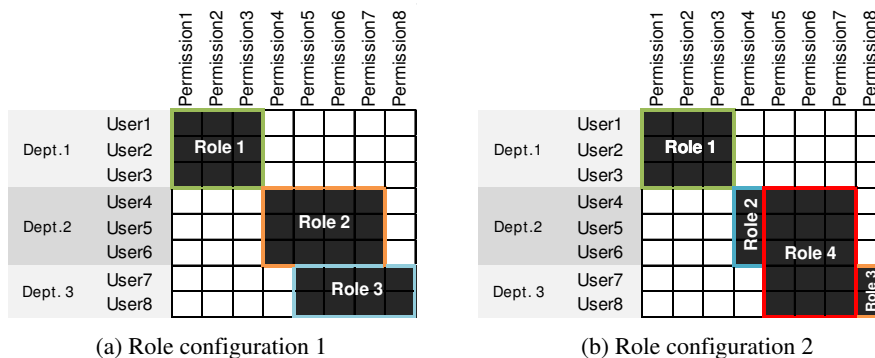 Permission1 Permission2 Permission3 Permission4 Permission5 Permission6 Permission7 Permission8
User1
Dept.1 User2 Role 1
User3
User4
Dept.2 User5 Role 2
User6
User7 Role 3
Dept. 3 User8
(a) Role configuration 1
Permission1 Permission2 Permission3 Permission4 Permission5 Permission6 Permission7 Permission8
User1
Dept.1 User2 Role 1
User3
User4
Dept.2 User5 Role 2
User6 Role 4
User7
Dept. 3 User8 Role 3
(b) Role configuration 2